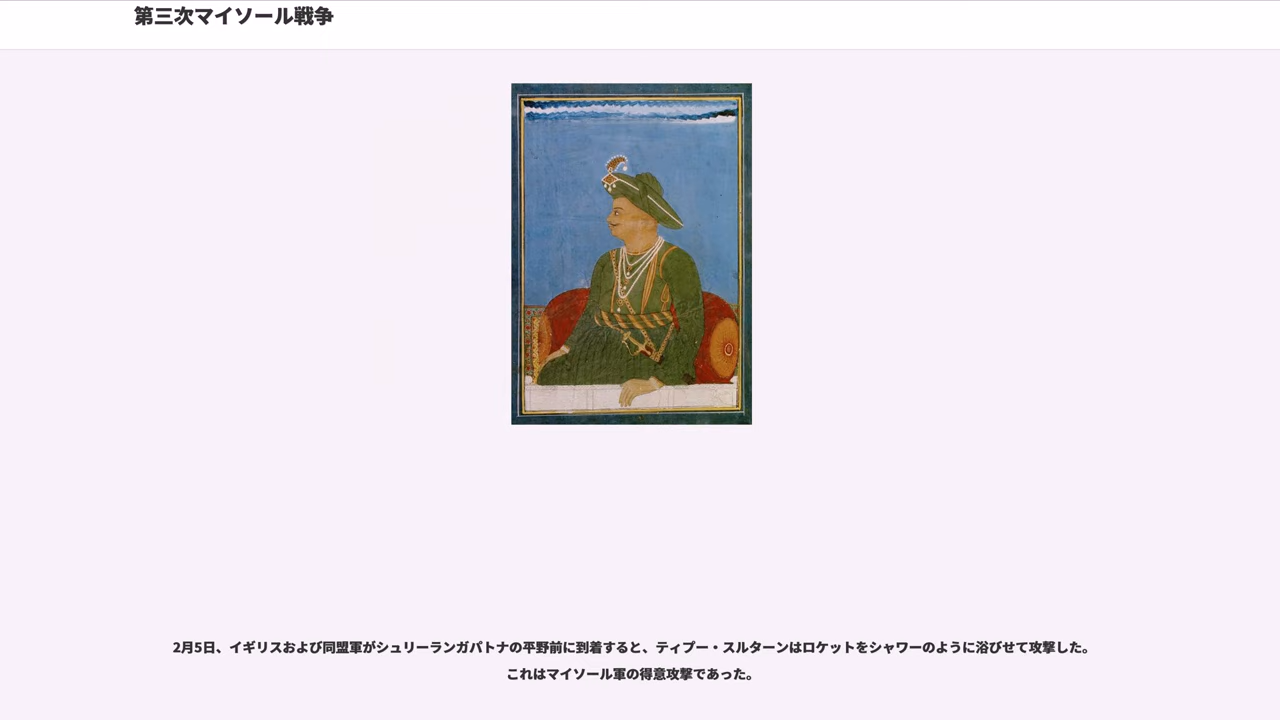 第三次マイソール戦争
2月5日、イギリスおよび同盟軍がシュリーランガパトナの平野前に到着すると、ティプー・スルターンはロケットをシャワーのように浴びせて攻撃した。
これはマイソール軍の得意攻撃であった。